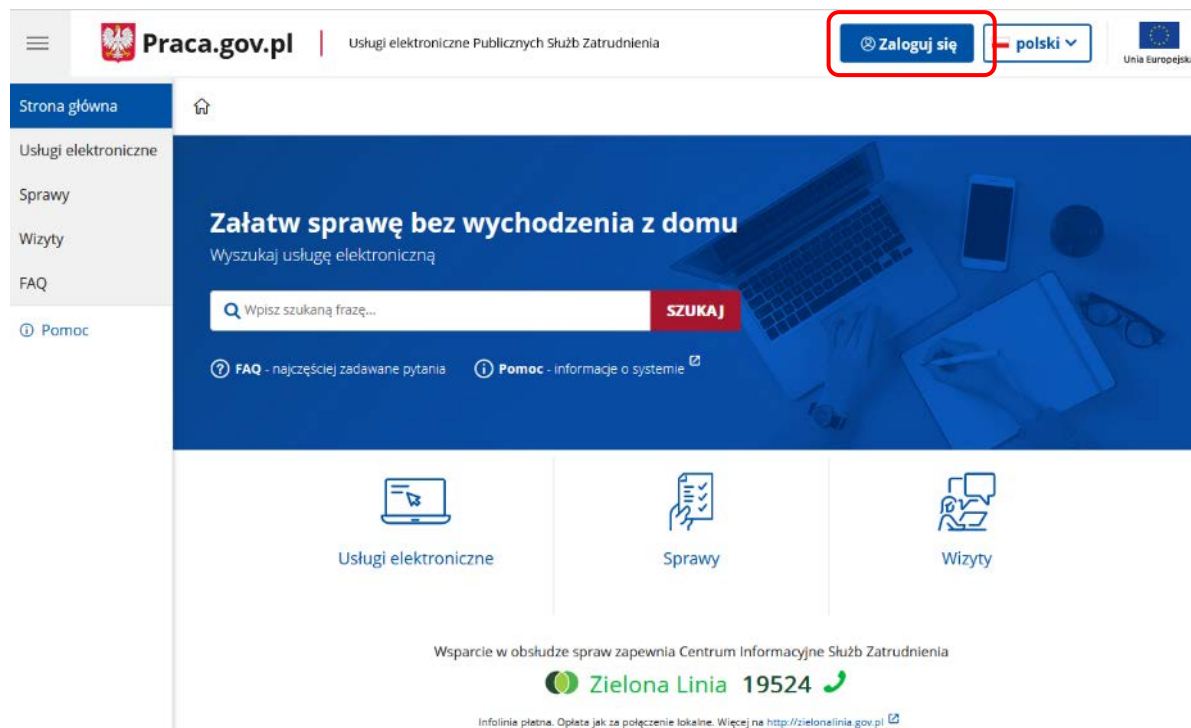 Praca.gov.pl
Usługi elektroniczne Publicznych Służb Zatrudnienia
Zaloguj się
polski
Unia Europejska
Strona główna
Usługi elektroniczne
Sprawy
Wizyty
FAQ
Pomoc
Załatw sprawę bez wychodzenia z domu
Wyszukaj usługę elektroniczną
Wpisz szukaną frazę...
SZUKAJ
FAQ - najczęściej zadawane pytania
Pomoc - informacje o systemie
Usługi elektroniczne
Sprawy
Wizyty
Wsparcie w obsłudze spraw zapewnia Centrum Informacyjne Służb Zatrudnienia
Zielona Linia 19524
Infolinia płatna. Opłata jak za połączenie lokalne. Więcej na http://zielonalinia.gov.pl